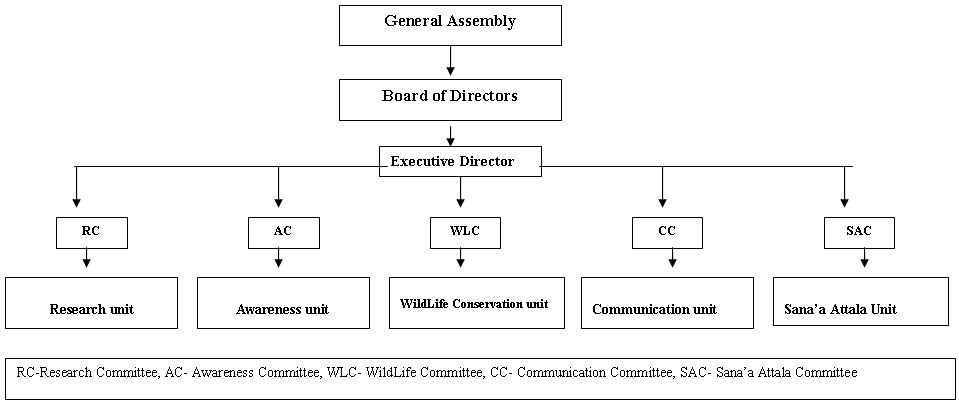 General Assembly
Board of Directors
Executive Director
RC
AC
WLC
CC
SAC
Research unit
Awareness unit
WildLife Conservation unit
Communication unit
Sana’a Attala Unit
RC-Research Committee, AC- Awareness Committee, WLC- WildLife Committee, CC- Communication Committee, SAC- Sana’a Attala Committee